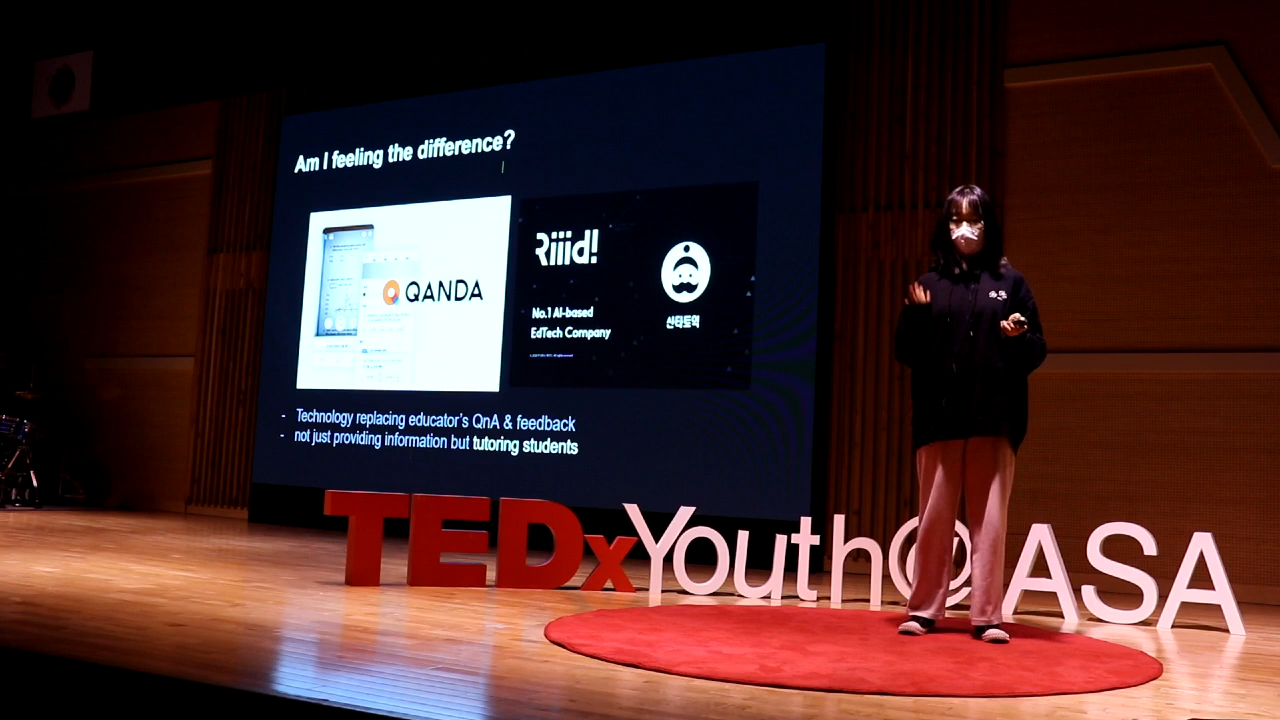 Am I feeling the difference?
QANDA
Riiid!
No.1 AI-based
EdTech Company
산타토익
- Technology replacing educator's QnA & feedback
- not just providing information but tutoring students
TEDxYouth@ASA